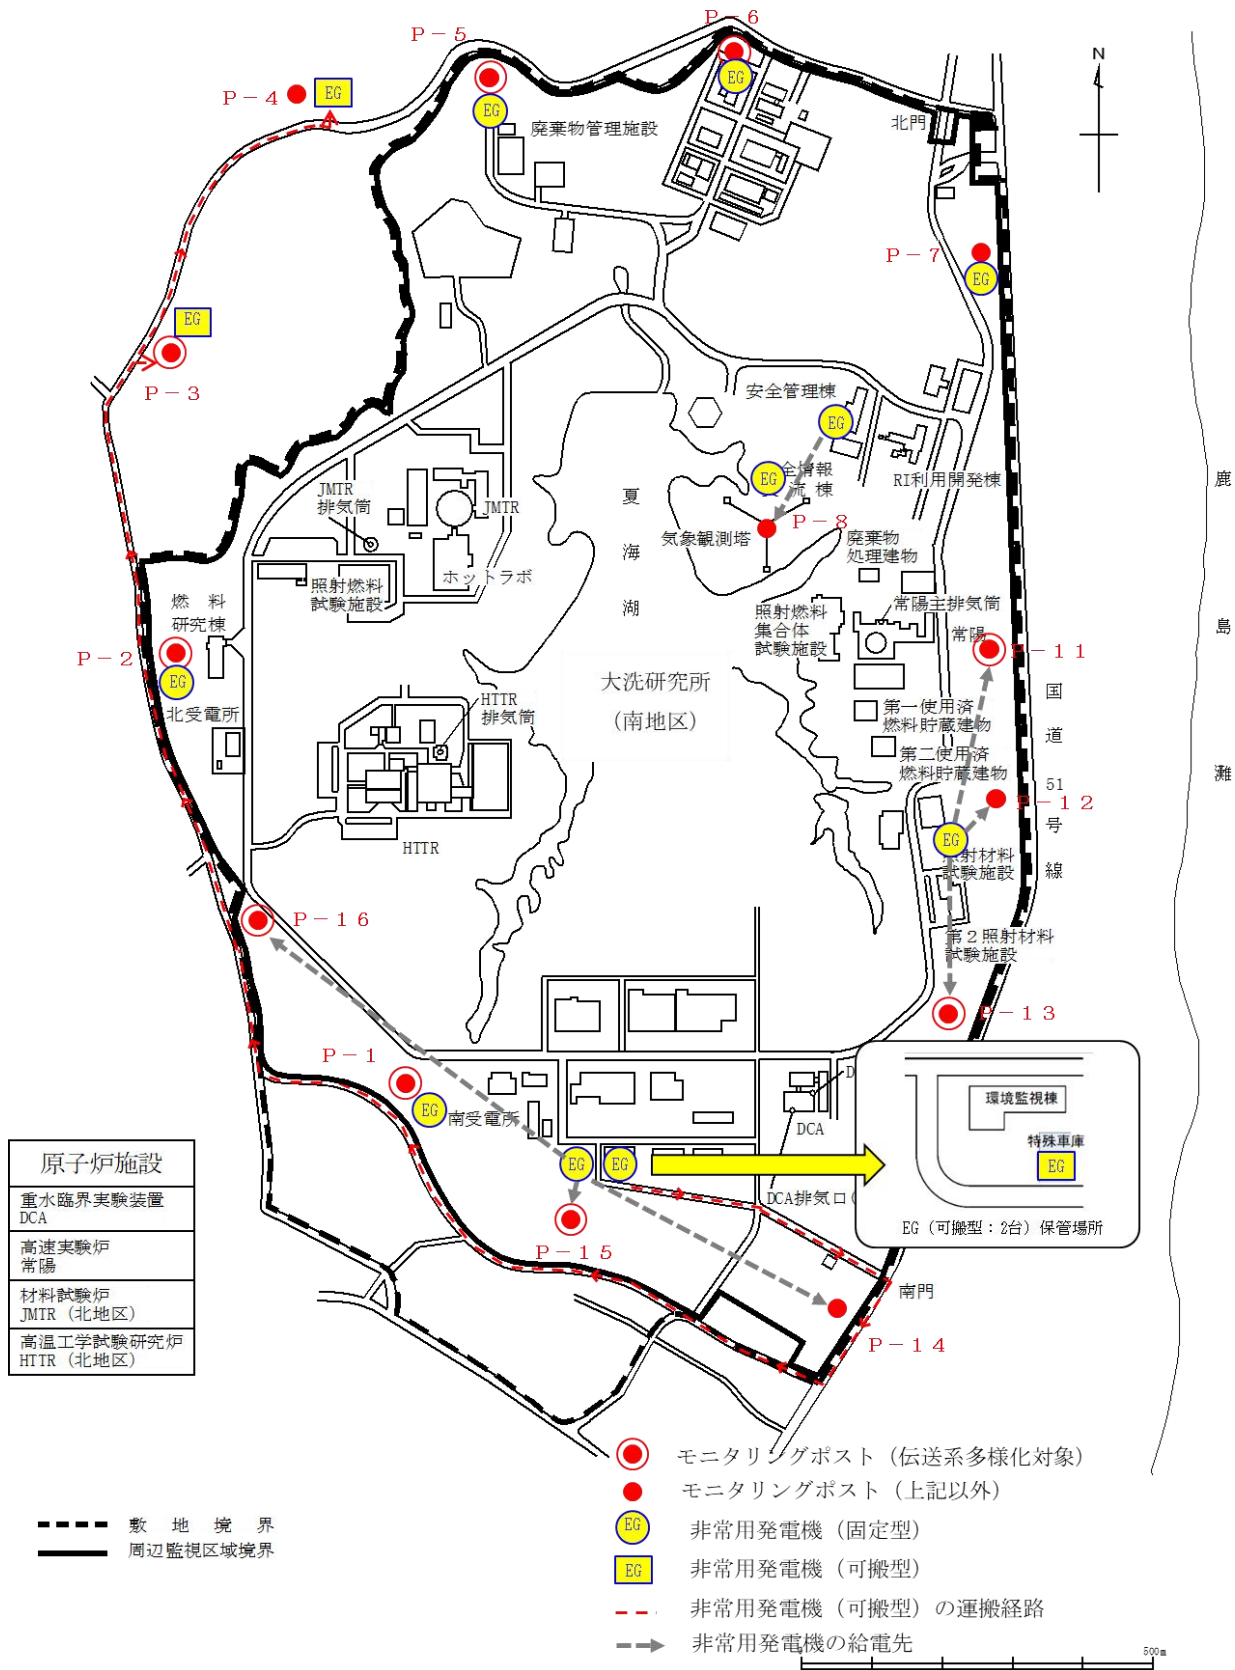 P－6
P－5
N
P－4
EG
EG
EG
北門
廃棄物管理施設
P－7
EG
EG
P－3
安全管理棟
EG
EG
全情報
流棟
RI利用開発棟
鹿
島
灘
JMTR
排気筒
JMTR
夏
海
湖
P－8
気象観測塔
廃棄物
処理建物
照射燃料
試験施設
ホットラボ
燃 料
研究棟
照射燃料
集合体
試験施設
常陽主排気筒
常陽
P－11
P－2
EG
大洗研究所
（南地区）
北受電所
HTTR
排気筒
第一使用済
燃料貯蔵建物
第二使用済
燃料貯蔵建物
国
道
51
号
線
P－12
EG
HTTR
照射材料
試験施設
P－16
第２照射材料
試験施設
P－13
P－1
EG
南受電所
D
DCA
環境監視棟
特殊車庫
EG
EG（可搬型：2台）保管場所
EG
EG
DCA排気口(
P－15
南門
P－14
原子炉施設
重水臨界実験装置
DCA
高速実験炉
常陽
材料試験炉
JMTR（北地区）
高温工学試験研究炉
HTTR（北地区）
モニタリングポスト（伝送系多様化対象）
モニタリングポスト（上記以外）
EG 非常用発電機（固定型）
EG 非常用発電機（可搬型）
非常用発電機（可搬型）の運搬経路
非常用発電機の給電先
敷 地 境 界
周辺監視区域境界
0 500m